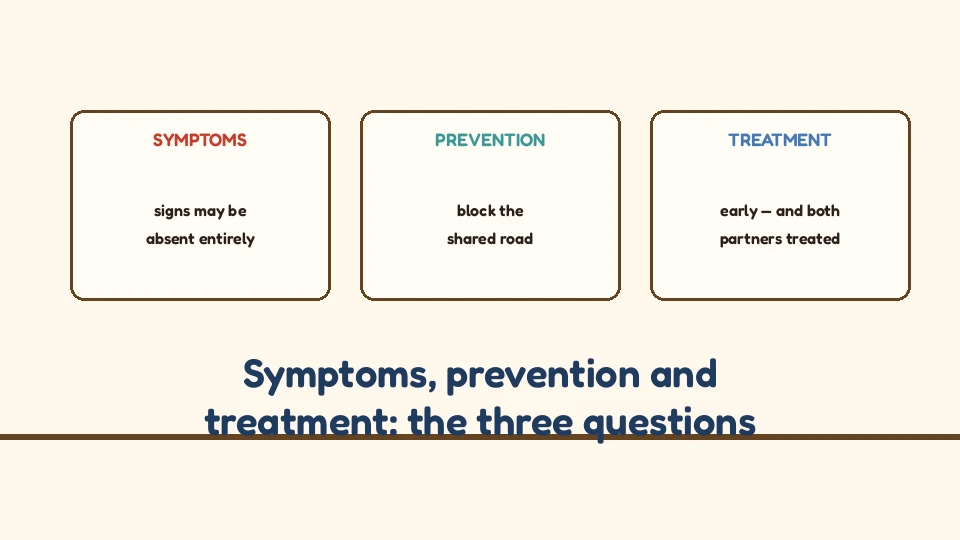 SYMPTOMS
signs may be
absent entirely
PREVENTION
block the
shared road
TREATMENT
early — and both
partners treated
Symptoms, prevention and
treatment: the three questions